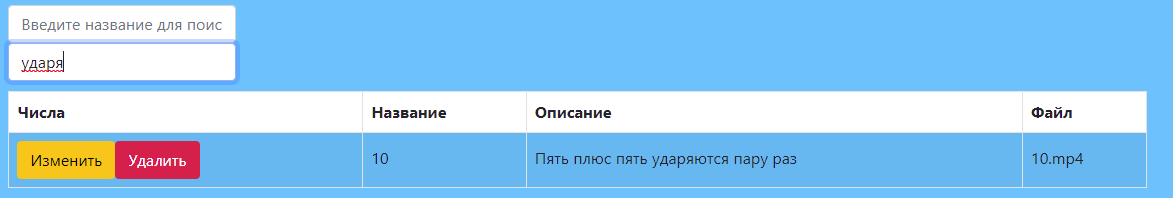 Введите название для поис
ударя
Числа Название Описание Файл
Изменить Удалить 10 Пять плюс пять ударяются пару раз 10.mp4